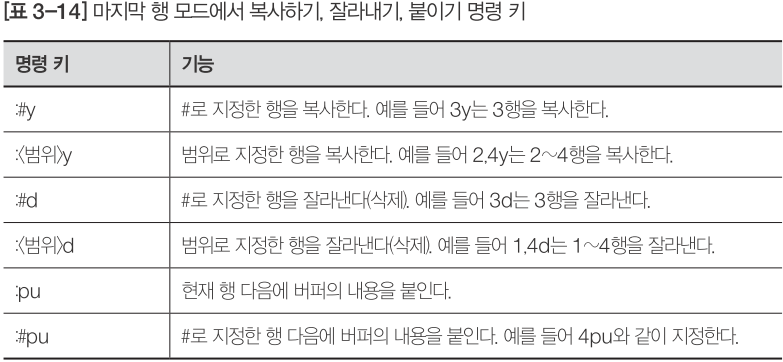 [표 3-14] 마지막 행 모드에서 복사하기, 잘라내기, 붙이기 명령 키
명령 키 기능
:#y #로 지정한 행을 복사한다. 예를 들어 3y는 3행을 복사한다.
:<범위>y 범위로 지정한 행을 복사한다. 예를 들어 2,4y는 2~4행을 복사한다.
:#d #로 지정한 행을 잘라낸다(삭제). 예를 들어 3d는 3행을 잘라낸다.
:<범위>d 범위로 지정한 행을 잘라낸다(삭제). 예를 들어 1,4d는 1~4행을 잘라낸다.
:pu 현재 행 다음에 버퍼의 내용을 붙인다.
:#pu #로 지정한 행 다음에 버퍼의 내용을 붙인다. 예를 들어 4pu와 같이 지정한다.